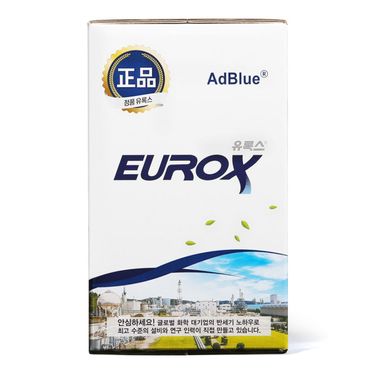 正品
정품 유록스
AdBlue®
유록스®
EUROX
안심하세요! 글로벌 화학 대기업의 반세기 노하우로
최고 수준의 설비와 연구 인력이 직접 만들고 있습니다.